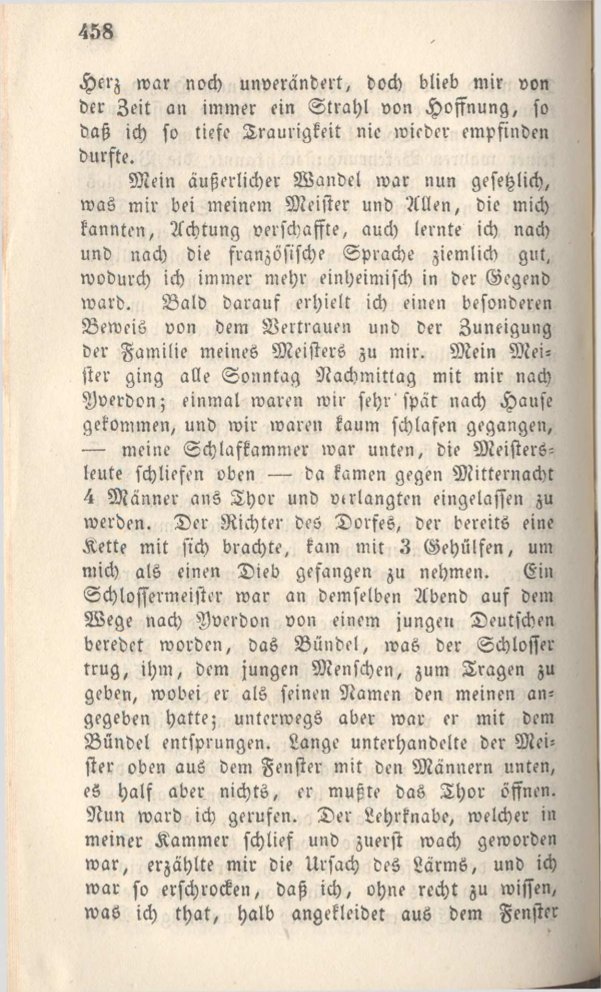 458
Herz war noch unverändert, doch blieb mir von
der Zeit an immer ein Strahl von Hoffnung, so
daß ich so tiefe Traurigkeit nie wieder empfinden
durfte.
Mein äußerlicher Wandel war nun gesetzlich,
was mir bei meinem Meister und Allen, die mich
kannten, Achtung verschaffte, auch lernte ich nach
und nach die französische Sprache ziemlich gut,
wodurch ich immer mehr einheimisch in der Gegend
ward. Bald darauf erhielt ich einen besonderen
Beweis von dem Vertrauen und der Zuneigung
der Familie meines Meisters zu mir. Mein Mei-
ster ging alle Sonntag Nachmittag mit mir nach
Yverdon; einmal waren wir sehr spät nach Hause
gekommen, und wir waren kaum schlafen gegangen,
— meine Schlafkammer war unten, die Meisters-
leute schliefen oben — da kamen gegen Mitternacht
4 Männer ans Thor und verlangten eingelassen zu
werden. Der Richter des Dorfes, der bereits eine
Kette mit sich brachte, kam mit 3 Gehülfen, um
mich als einen Dieb gefangen zu nehmen. Ein
Schlossermeister war an demselben Abend auf dem
Wege nach Yverdon von einem jungen Deutschen
beredet worden, das Bündel, was der Schlosser
trug, ihm, dem jungen Menschen, zum Tragen zu
geben, wobei er als seinen Namen den meinen an-
gegeben hatte; unterwegs aber war er mit dem
Bündel entsprungen. Lange unterhandelte der Mei-
ster oben aus dem Fenster mit den Männern unten,
es half aber nichts, er mußte das Thor öffnen.
Nun ward ich gerufen. Der Lehrknabe, welcher in
meiner Kammer schlief und zuerst wach geworden
war, erzählte mir die Ursach des Lärms, und ich
war so erschrocken, daß ich, ohne recht zu wissen,
was ich that, halb angekleidet aus dem Fenster